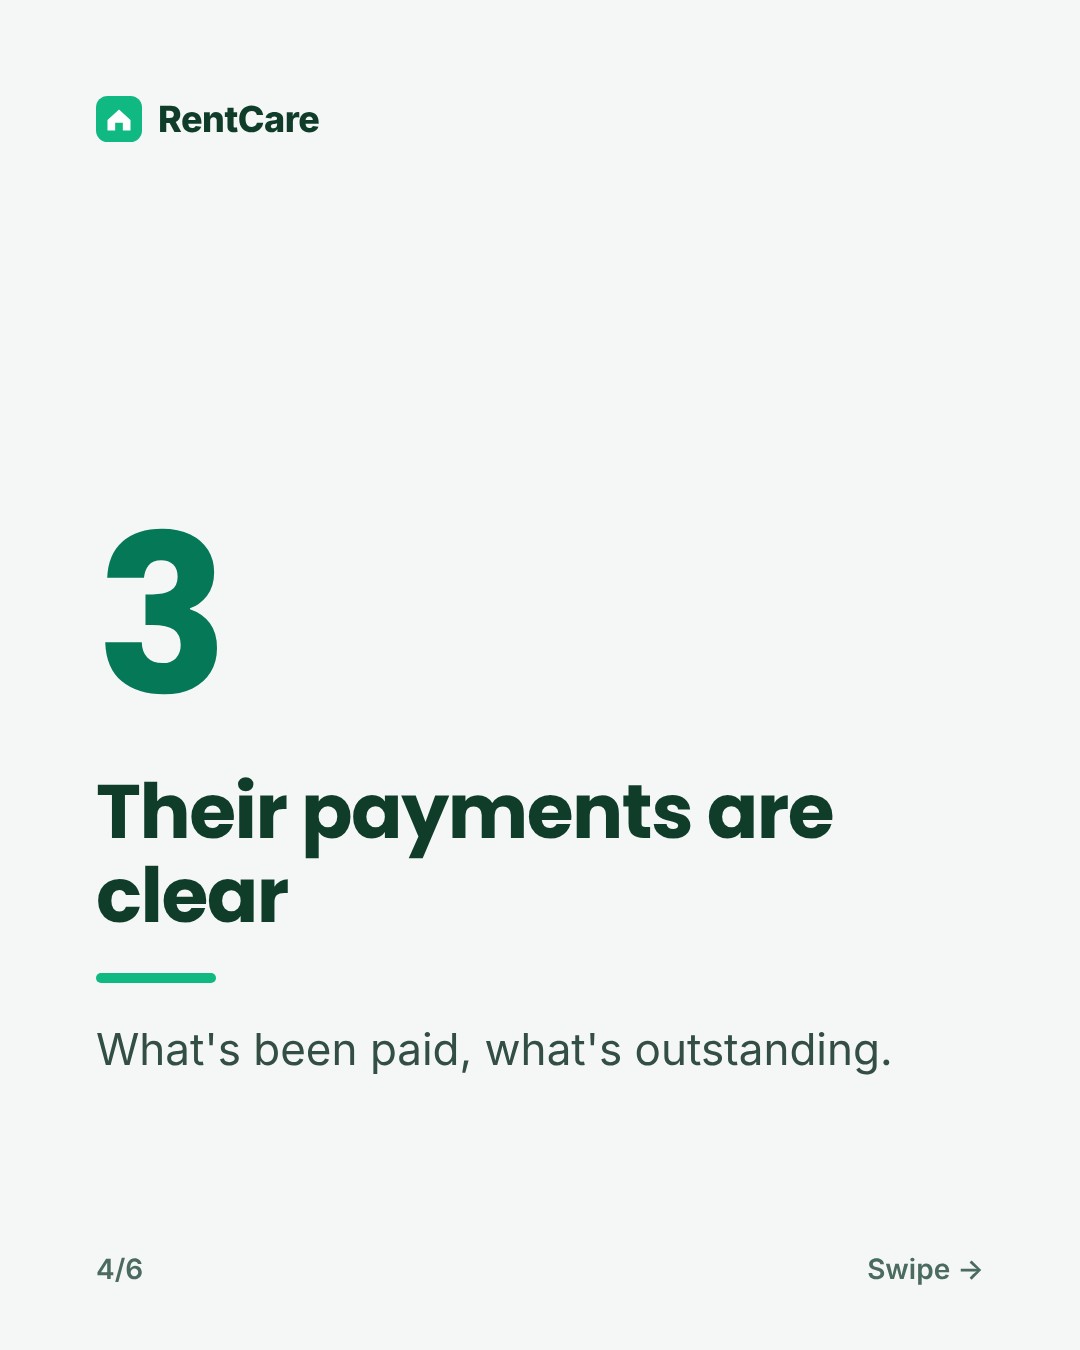 RentCare
3
Their payments are
clear
What's been paid, what's outstanding.
4/6
Swipe →